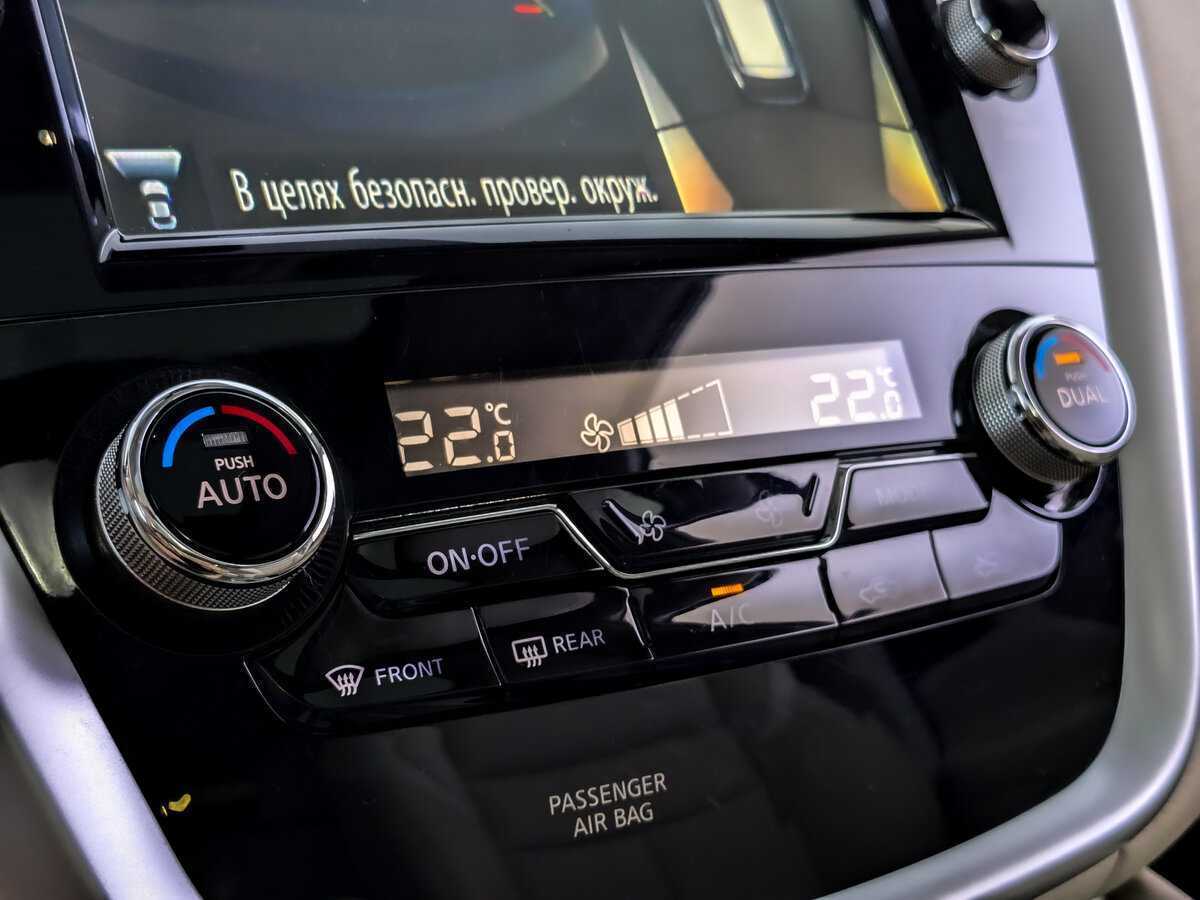 В целях безопасн. провер. окруж.
22.0 °C
22.0 °C
PUSH
AUTO
PUSH
DUAL
ON·OFF
MODE
FRONT
REAR
A/C
PASSENGER
AIR BAG